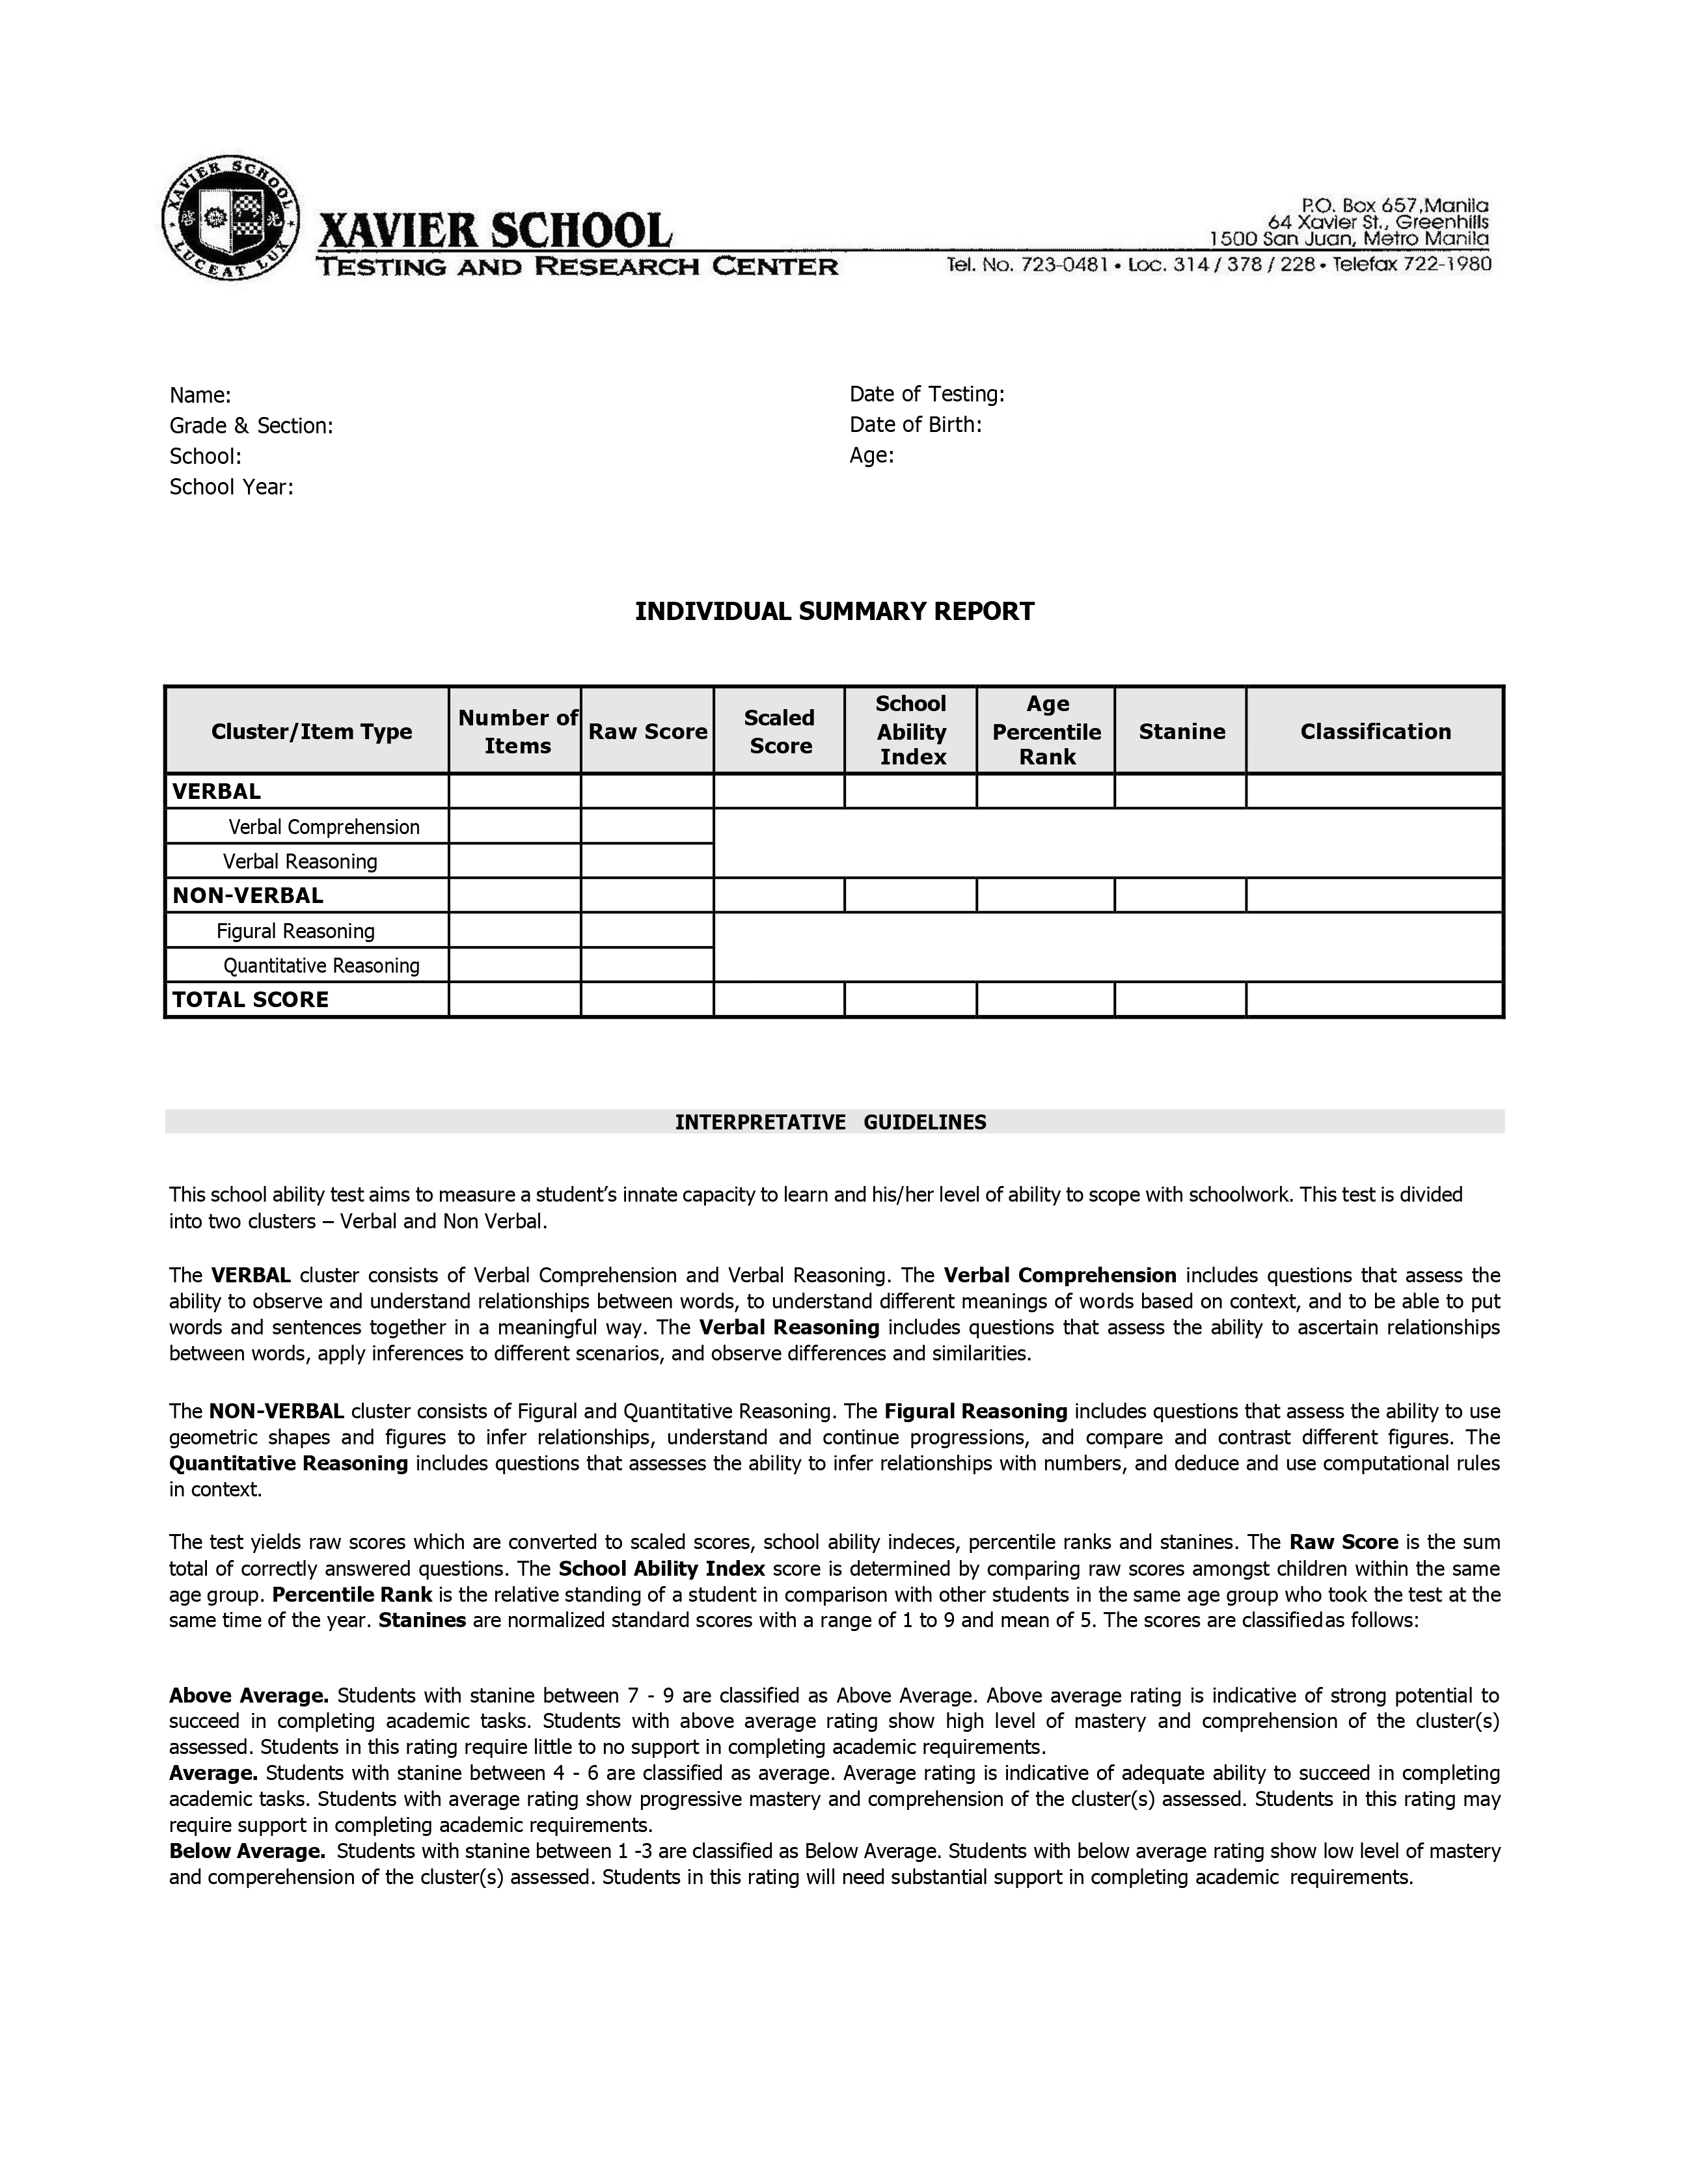 XAVIER SCHOOL
啓 光
LUCEAT LUX
XAVIER SCHOOL
TESTING AND RESEARCH CENTER
P.O. Box 657,Manila
64 Xavier St., Greenhills
1500 San Juan, Metro Manila
Tel. No. 723-0481 • Loc. 314 / 378 / 228 • Telefax 722-1980
Name:
Grade & Section:
School:
School Year:
Date of Testing:
Date of Birth:
Age:
INDIVIDUAL SUMMARY REPORT
Cluster/Item Type
Number of
Items
Raw Score
Scaled
Score
School
Ability
Index
Age
Percentile
Rank
Stanine
Classification
VERBAL
Verbal Comprehension
Verbal Reasoning
NON-VERBAL
Figural Reasoning
Quantitative Reasoning
TOTAL SCORE
INTERPRETATIVE GUIDELINES
This school ability test aims to measure a student’s innate capacity to learn and his/her level of ability to scope with schoolwork. This test is divided
into two clusters – Verbal and Non Verbal.
The VERBAL cluster consists of Verbal Comprehension and Verbal Reasoning. The Verbal Comprehension includes questions that assess the
ability to observe and understand relationships between words, to understand different meanings of words based on context, and to be able to put
words and sentences together in a meaningful way. The Verbal Reasoning includes questions that assess the ability to ascertain relationships
between words, apply inferences to different scenarios, and observe differences and similarities.
The NON-VERBAL cluster consists of Figural and Quantitative Reasoning. The Figural Reasoning includes questions that assess the ability to use
geometric shapes and figures to infer relationships, understand and continue progressions, and compare and contrast different figures. The
Quantitative Reasoning includes questions that assesses the ability to infer relationships with numbers, and deduce and use computational rules
in context.
The test yields raw scores which are converted to scaled scores, school ability indeces, percentile ranks and stanines. The Raw Score is the sum
total of correctly answered questions. The School Ability Index score is determined by comparing raw scores amongst children within the same
age group. Percentile Rank is the relative standing of a student in comparison with other students in the same age group who took the test at the
same time of the year. Stanines are normalized standard scores with a range of 1 to 9 and mean of 5. The scores are classifiedas follows:
Above Average. Students with stanine between 7 - 9 are classified as Above Average. Above average rating is indicative of strong potential to
succeed in completing academic tasks. Students with above average rating show high level of mastery and comprehension of the cluster(s)
assessed. Students in this rating require little to no support in completing academic requirements.
Average. Students with stanine between 4 - 6 are classified as average. Average rating is indicative of adequate ability to succeed in completing
academic tasks. Students with average rating show progressive mastery and comprehension of the cluster(s) assessed. Students in this rating may
require support in completing academic requirements.
Below Average. Students with stanine between 1 -3 are classified as Below Average. Students with below average rating show low level of mastery
and comperehension of the cluster(s) assessed. Students in this rating will need substantial support in completing academic requirements.